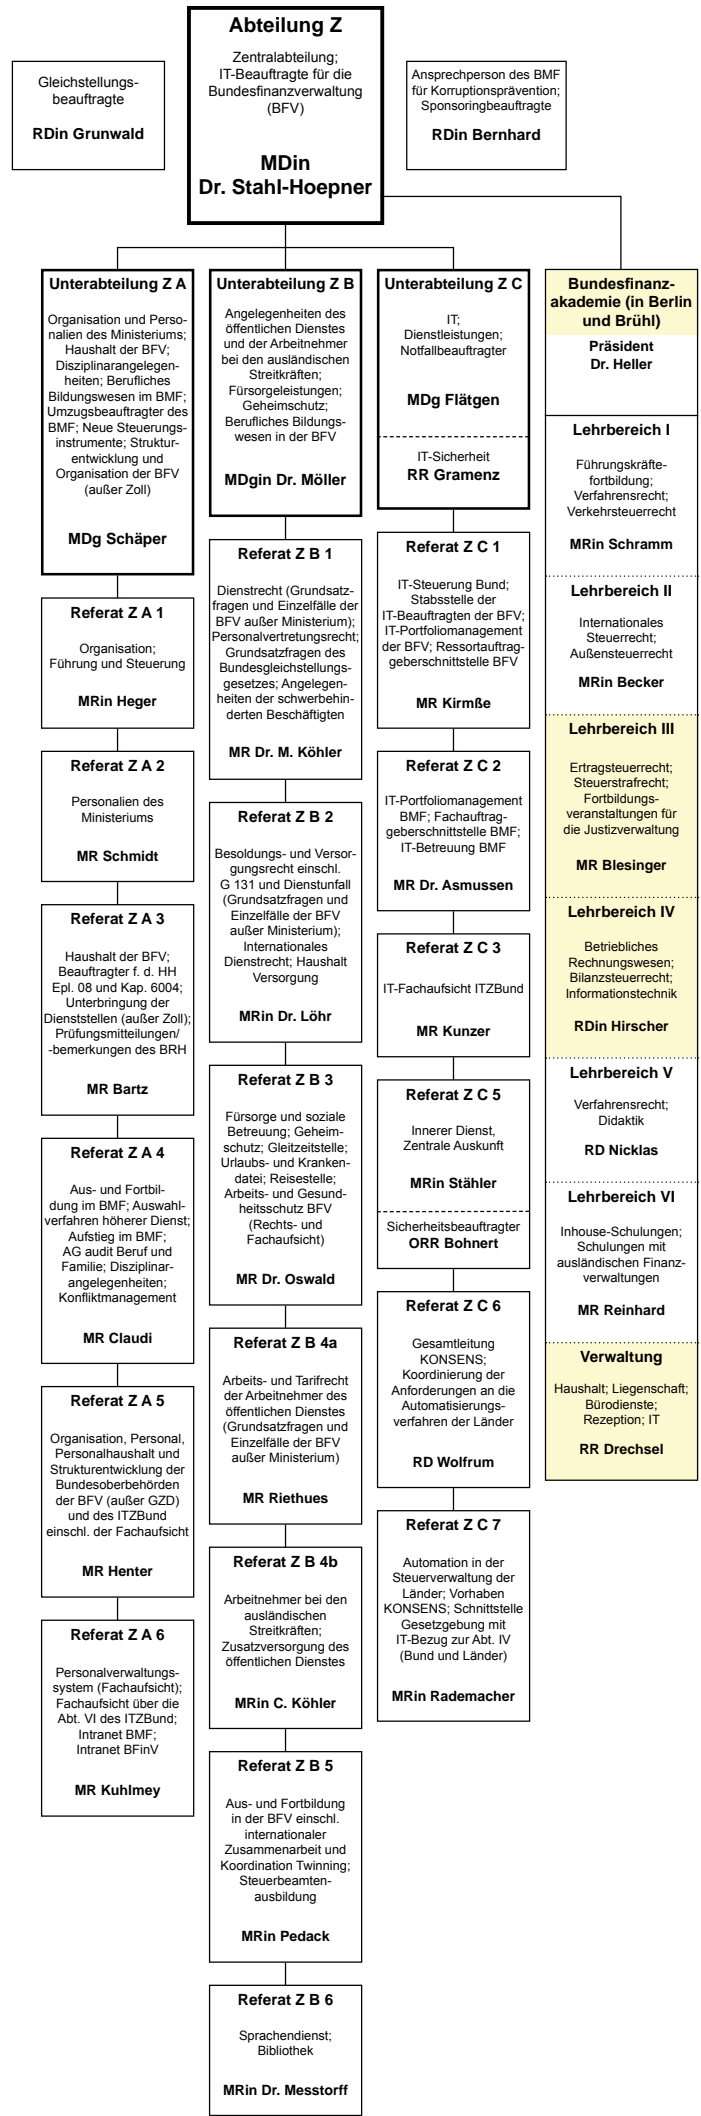 Abteilung Z
Zentralabteilung;
IT-Beauftragte für die
Bundesfinanzverwaltung
(BFV)
MDin
Dr. Stahl-Hoepner
Gleichstellungs-
beauftragte
RDin Grunwald
Ansprechperson des BMF
für Korruptionsprävention;
Sponsoringbeauftragte
RDin Bernhard
Unterabteilung Z A
Organisation und Perso-
nalien des Ministeriums;
Haushalt der BFV;
Disziplinarangelegen-
heiten; Berufliches
Bildungswesen im BMF;
Umzugsbeauftragter des
BMF; Neue Steuerungs-
instrumente; Struktur-
entwicklung und
Organisation der BFV
(außer Zoll)
MDg Schäper
Referat Z A 1
Organisation;
Führung und Steuerung
MRin Heger
Referat Z A 2
Personalien des
Ministeriums
MR Schmidt
Referat Z A 3
Haushalt der BFV;
Beauftragter f. d. HH
Epl. 08 und Kap. 6004;
Unterbringung der
Dienststellen (außer Zoll);
Prüfungsmitteilungen/
-bemerkungen des BRH
MR Bartz
Referat Z A 4
Aus- und Fortbil-
dung im BMF; Auswahl-
verfahren höherer Dienst;
Aufstieg im BMF;
AG audit Beruf und
Familie; Disziplinar-
angelegenheiten;
Konfliktmanagement
MR Claudi
Referat Z A 5
Organisation, Personal,
Personalhaushalt und
Strukturentwicklung der
Bundesoberbehörden
der BFV (außer GZD)
und des ITZBund
einschl. der Fachaufsicht
MR Henter
Referat Z A 6
Personalverwaltungs-
system (Fachaufsicht);
Fachaufsicht über die
Abt. VI des ITZBund;
Intranet BMF;
Intranet BFinV
MR Kuhlmey
Unterabteilung Z B
Angelegenheiten des
öffentlichen Dienstes
und der Arbeitnehmer
bei den ausländischen
Streitkräften;
Fürsorgeleistungen;
Geheimschutz;
Berufliches Bildungs-
wesen in der BFV
MDgin Dr. Möller
Referat Z B 1
Dienstrecht (Grundsatz-
fragen und Einzelfälle der
BFV außer Ministerium);
Personalvertretungsrecht;
Grundsatzfragen des
Bundesgleichstellungs-
gesetzes; Angelegen-
heiten der schwerbehin-
derten Beschäftigten
MR Dr. M. Köhler
Referat Z B 2
Besoldungs- und Versor-
gungsrecht einschl.
G 131 und Dienstunfall
(Grundsatzfragen und
Einzelfälle der BFV
außer Ministerium);
Internationales
Dienstrecht; Haushalt
Versorgung
MRin Dr. Löhr
Referat Z B 3
Fürsorge und soziale
Betreuung; Geheim-
schutz; Gleitzeitstelle;
Urlaubs- und Kranken-
datei; Reisestelle;
Arbeits- und Gesund-
heitsschutz BFV
(Rechts- und
Fachaufsicht)
MR Dr. Oswald
Referat Z B 4a
Arbeits- und Tarifrecht
der Arbeitnehmer des
öffentlichen Dienstes
(Grundsatzfragen und
Einzelfälle der BFV
außer Ministerium)
MR Riethues
Referat Z B 4b
Arbeitnehmer bei den
ausländischen
Streitkräften;
Zusatzversorgung des
öffentlichen Dienstes
MRin C. Köhler
Referat Z B 5
Aus- und Fortbildung
in der BFV einschl.
internationaler
Zusammenarbeit und
Koordination Twinning;
Steuerbeamten-
ausbildung
MRin Pedack
Referat Z B 6
Sprachendienst;
Bibliothek
MRin Dr. Messtorff
Unterabteilung Z C
IT;
Dienstleistungen;
Notfallbeauftragter
MDg Flätgen
IT-Sicherheit
RR Gramenz
Referat Z C 1
IT-Steuerung Bund;
Stabsstelle der
IT-Beauftragten der BFV;
IT-Portfoliomanagement
der BFV; Ressortauftrag-
geberschnittstelle BFV
MR Kirmße
Referat Z C 2
IT-Portfoliomanagement
BMF; Fachauftrag-
geberschnittstelle BMF;
IT-Betreuung BMF
MR Dr. Asmussen
Referat Z C 3
IT-Fachaufsicht ITZBund
MR Kunzer
Referat Z C 5
Innerer Dienst,
Zentrale Auskunft
MRin Stähler
Sicherheitsbeauftragter
ORR Bohnert
Referat Z C 6
Gesamtleitung
KONSENS;
Koordinierung der
Anforderungen an die
Automatisierungs-
verfahren der Länder
RD Wolfrum
Referat Z C 7
Automation in der
Steuerverwaltung der
Länder; Vorhaben
KONSENS; Schnittstelle
Gesetzgebung mit
IT-Bezug zur Abt. IV
(Bund und Länder)
MRin Rademacher
Bundesfinanz-
akademie (in Berlin
und Brühl)
Präsident
Dr. Heller
Lehrbereich I
Führungskräfte-
fortbildung;
Verfahrensrecht;
Verkehrsteuerrecht
MRin Schramm
Lehrbereich II
Internationales
Steuerrecht;
Außensteuerrecht
MRin Becker
Lehrbereich III
Ertragsteuerrecht;
Steuerstrafrecht;
Fortbildungs-
veranstaltungen für
die Justizverwaltung
MR Blesinger
Lehrbereich IV
Betriebliches
Rechnungswesen;
Bilanzsteuerrecht;
Informationstechnik
RDin Hirscher
Lehrbereich V
Verfahrensrecht;
Didaktik
RD Nicklas
Lehrbereich VI
Inhouse-Schulungen;
Schulungen mit
ausländischen Finanz-
verwaltungen
MR Reinhard
Verwaltung
Haushalt; Liegenschaft;
Bürodienste;
Rezeption; IT
RR Drechsel